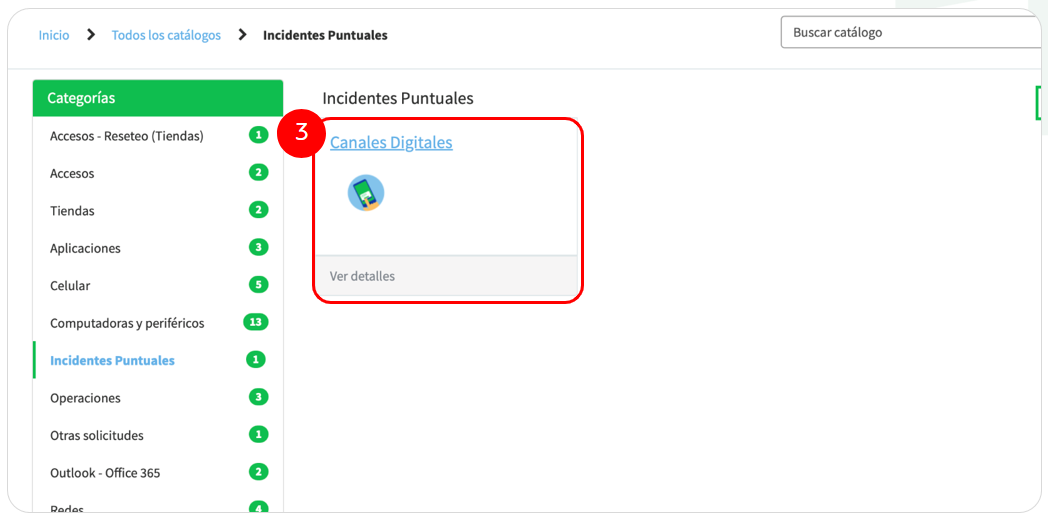 Inicio > Todos los catálogos > Incidentes Puntuales
Buscar catálogo
Categorías
Accesos - Reseteo (Tiendas) 1
Accesos 2
Tiendas 2
Aplicaciones 3
Celular 5
Computadoras y periféricos 13
Incidentes Puntuales 1
Operaciones 3
Otras solicitudes 1
Outlook - Office 365 2
Redes 4
Incidentes Puntuales
3
Canales Digitales
Ver detalles